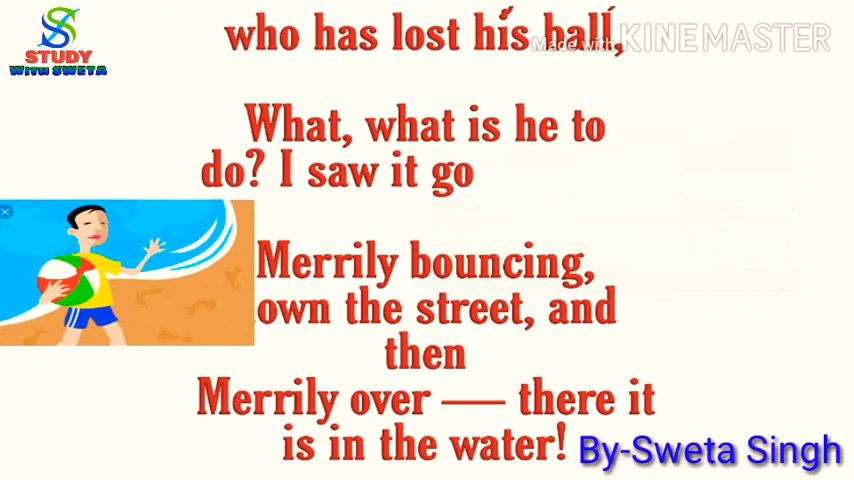 STUDY
WITH SWETA
who has lost his ball,
Made with KINEMASTER
What, what is he to
do? I saw it go
Merrily bouncing,
own the street, and
then
Merrily over — there it
is in the water!
By-Sweta Singh